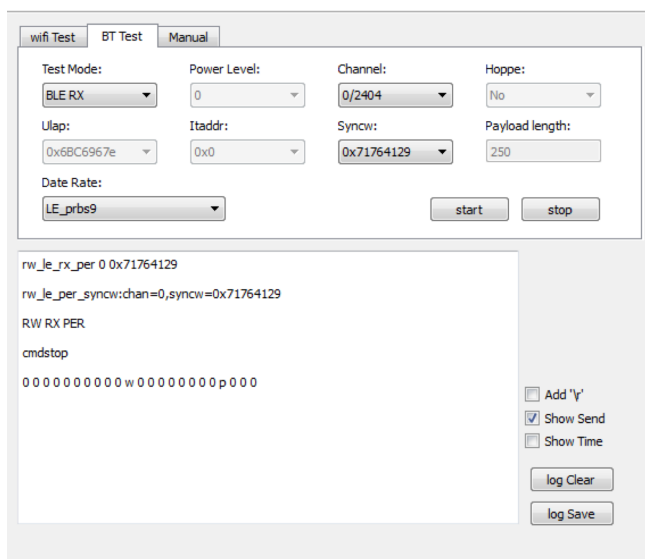 wifi Test BT Test Manual
Test Mode: Power Level: Channel: Hoppe:
BLE RX 0 0/2404 No
Ulap: Itaddr: Syncw: Payload length:
0x6BC6967e 0x0 0x71764129 250
Date Rate:
LE_prbs9 start stop
rw_le_rx_per 0 0x71764129
rw_le_per_syncw:chan=0,syncw=0x71764129
RW RX PER
cmdstop
0 0 0 0 0 0 0 0 0 0 w 0 0 0 0 0 0 0 0 p 0 0 0
Add '\r'
Show Send
Show Time
log Clear
log Save